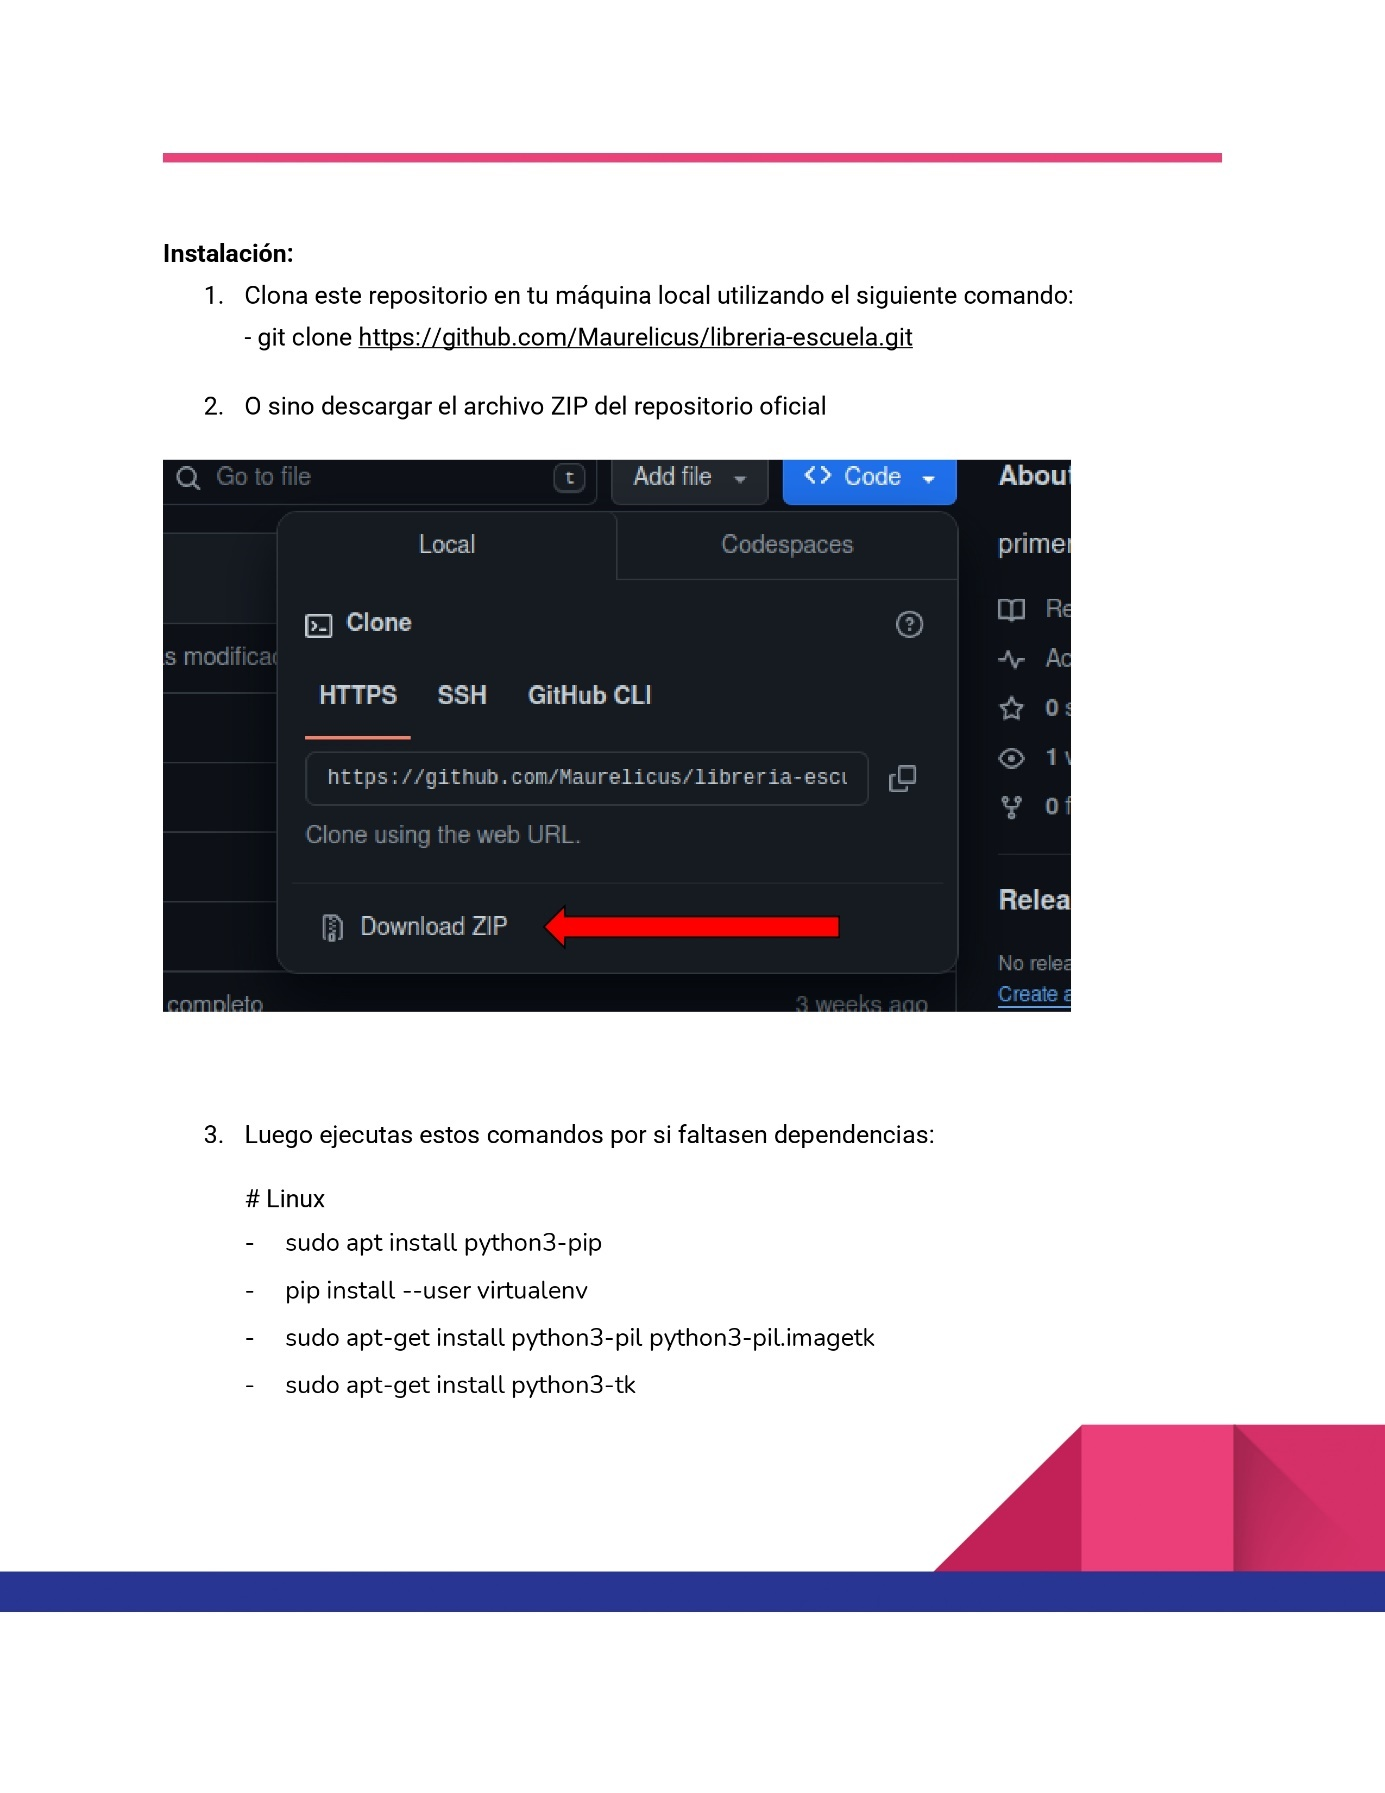 Instalación:
1. Clona este repositorio en tu máquina local utilizando el siguiente comando:
- git clone https://github.com/Maurelicus/libreria-escuela.git
2. O sino descargar el archivo ZIP del repositorio oficial
Go to file t Add file <> Code About
Local Codespaces
primer
Clone
Re
s modificac
Ac
HTTPS SSH GitHub CLI
0 s
1 v
https://github.com/Maurelicus/libreria-escu
0 f
Clone using the web URL.
Relea
Download ZIP
No relea
Create a
completo 3 weeks ago
3. Luego ejecutas estos comandos por si faltasen dependencias:
# Linux
- sudo apt install python3-pip
- pip install --user virtualenv
- sudo apt-get install python3-pil python3-pil.imagetk
- sudo apt-get install python3-tk